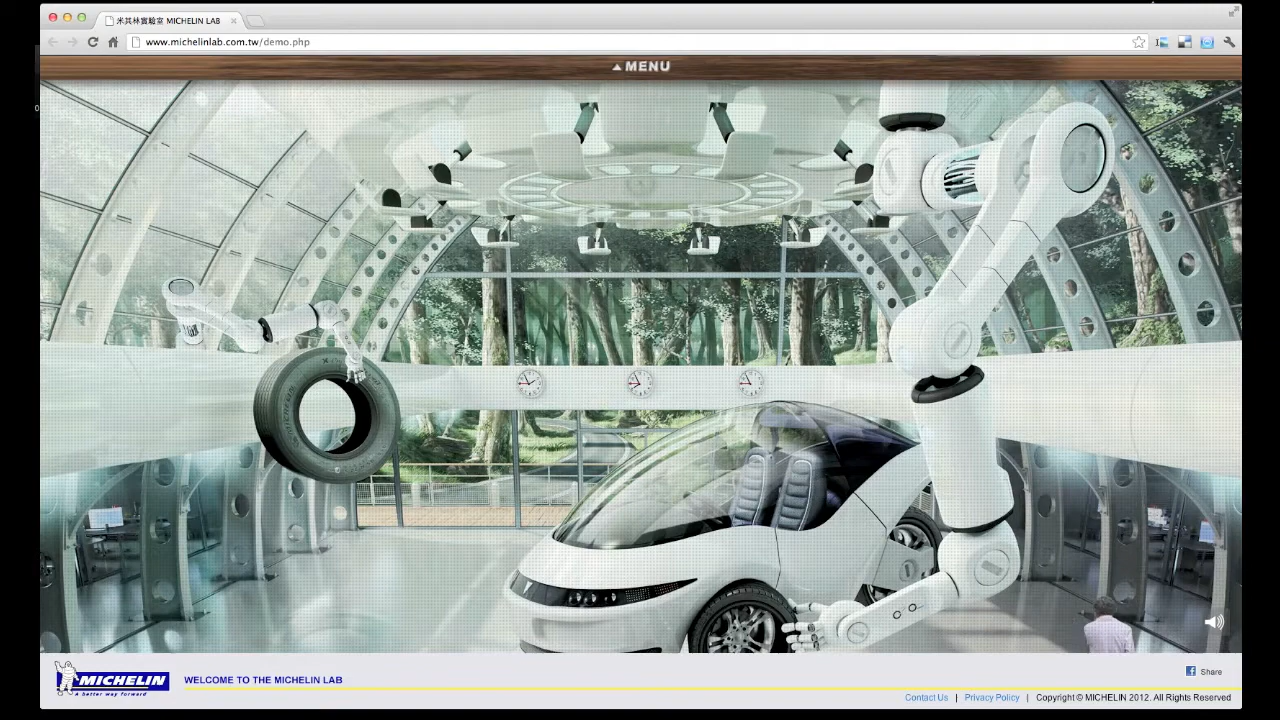 米其林實驗室 MICHELIN LAB
www.michelinlab.com.tw/demo.php
MENU
MICHELIN
MICHELIN
A better way forward
WELCOME TO THE MICHELIN LAB
Share
Contact Us | Privacy Policy | Copyright © MICHELIN 2012. All Rights Reserved